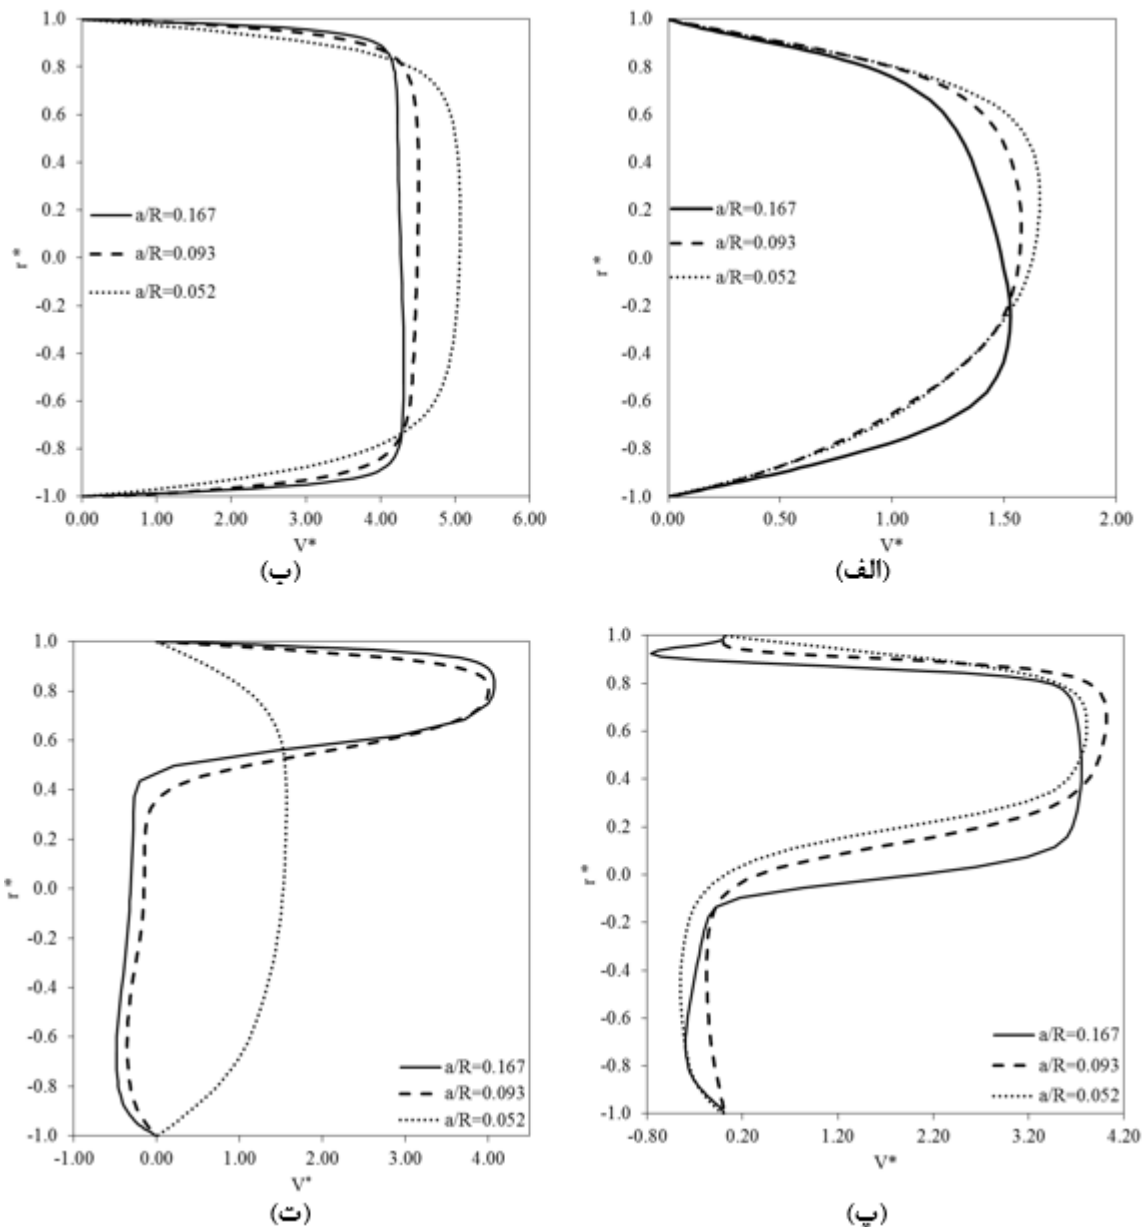 1.0
0.8
0.6
0.4
0.2
0.0
-0.2
-0.4
-0.6
-0.8
-1.0
r *
a/R=0.167
a/R=0.093
a/R=0.052
0.00 1.00 2.00 3.00 4.00 5.00 6.00
V*
(ب)
1.0
0.8
0.6
0.4
0.2
0.0
-0.2
-0.4
-0.6
-0.8
-1.0
r *
a/R=0.167
a/R=0.093
a/R=0.052
0.00 0.50 1.00 1.50 2.00
V*
(الف)
1.0
0.8
0.6
0.4
0.2
0.0
-0.2
-0.4
-0.6
-0.8
-1.0
r *
a/R=0.167
a/R=0.093
a/R=0.052
-1.00 0.00 1.00 2.00 3.00 4.00
V*
(ت)
1.0
0.8
0.6
0.4
0.2
0.0
-0.2
-0.4
-0.6
-0.8
-1.0
r *
a/R=0.167
a/R=0.093
a/R=0.052
-0.80 0.20 1.20 2.20 3.20 4.20
V*
(پ)